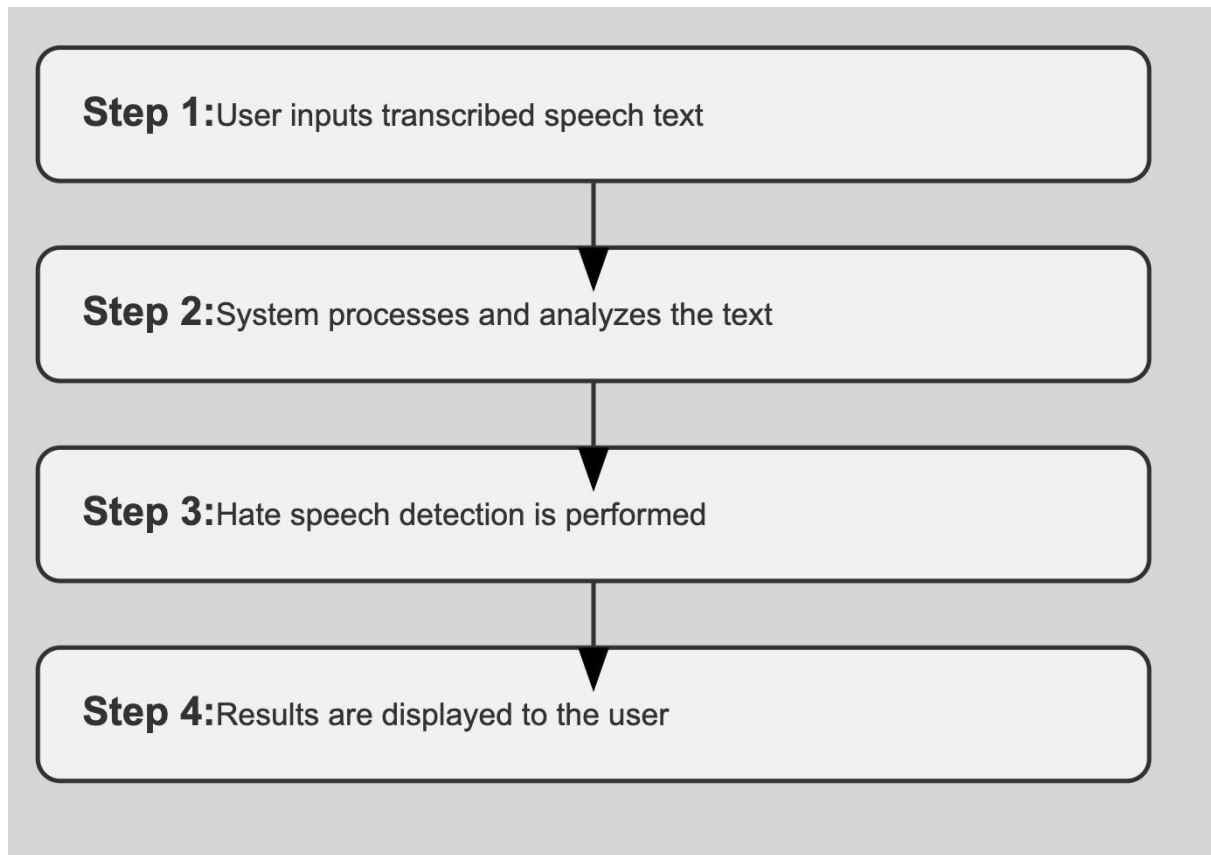 Step 1:User inputs transcribed speech text
Step 2:System processes and analyzes the text
Step 3:Hate speech detection is performed
Step 4:Results are displayed to the user